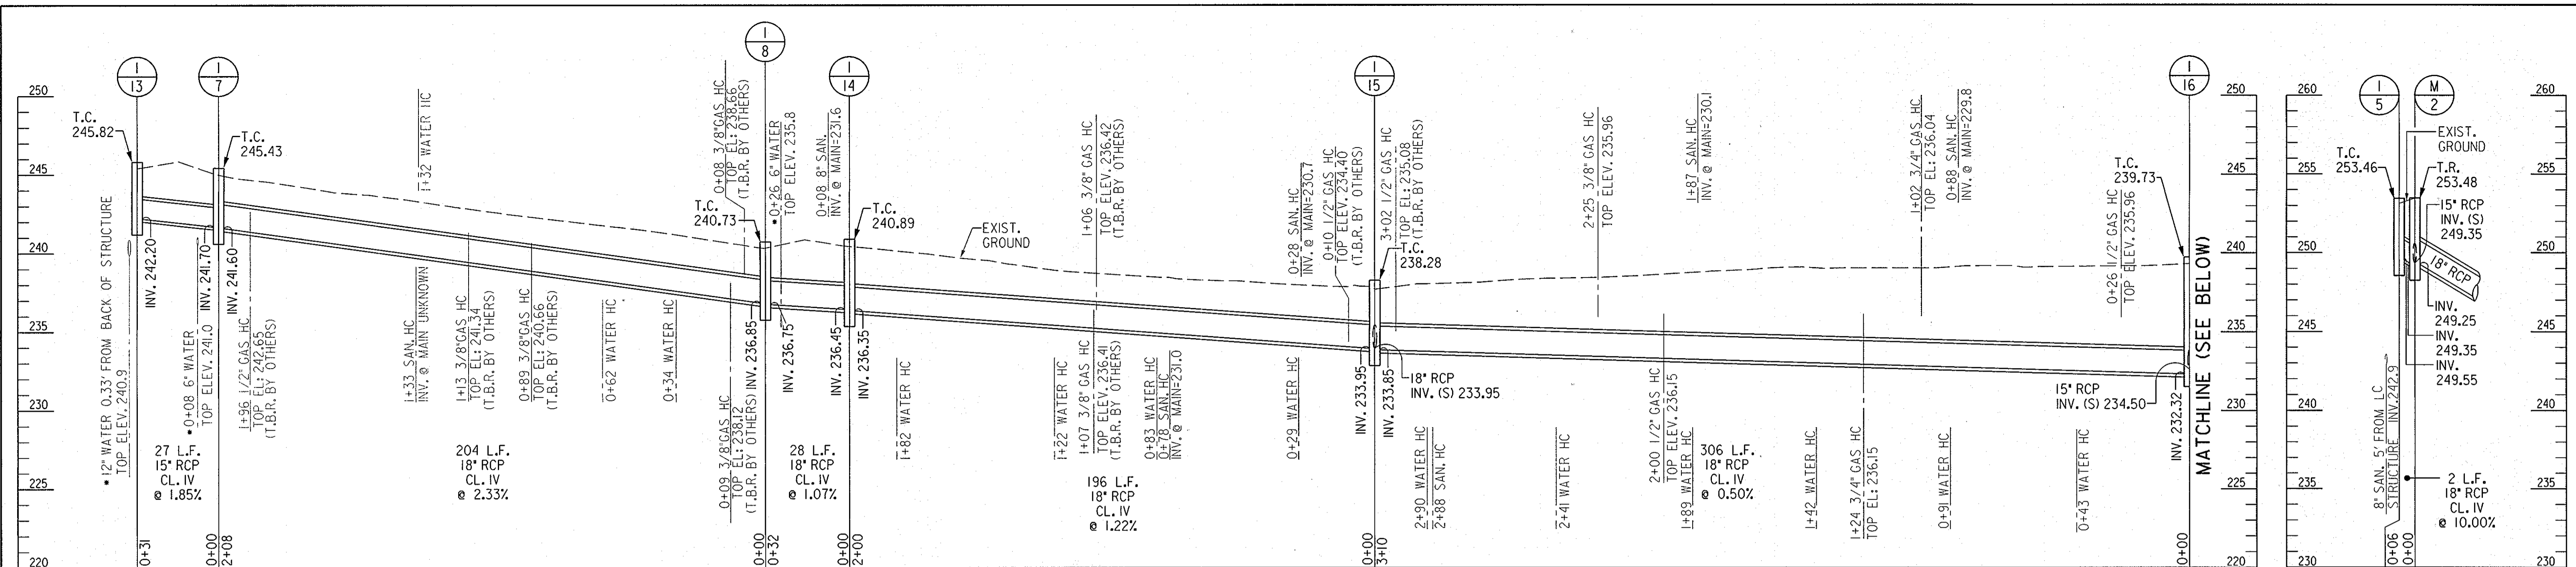 I
13
I
7
I
8
I
14
I
15
I
16
I
5
M
2
250
245
240
235
230
225
220
T.C.
245.82
T.C.
245.43
1+32 WATER HC
0+08 3/8" GAS HC
TOP EL: 238.66
(T.B.R. BY OTHERS)
T.C.
240.73
*0+26 6" WATER
TOP ELEV. 235.8
0+08 8" SAN.
INV. @ MAIN=231.6
T.C.
240.89
EXIST.
GROUND
1+06 3/8" GAS HC
TOP ELEV. 236.42
(T.B.R. BY OTHERS)
0+28 SAN. HC
INV. @ MAIN=230.7
0+10 1/2" GAS HC
TOP ELEV. 234.40
(T.B.R. BY OTHERS)
3+02 1/2" GAS HC
TOP EL: 235.08
(T.B.R. BY OTHERS)
T.C.
238.28
2+25 3/8" GAS HC
TOP ELEV. 235.96
1+87 SAN. HC
INV. @ MAIN=230.1
1+02 3/4" GAS HC
TOP EL: 236.04
0+88 SAN. HC
INV. @ MAIN=229.8
0+26 1/2" GAS HC
TOP ELEV. 235.96
T.C.
239.73
*12" WATER 0.33' FROM BACK OF STRUCTURE
TOP ELEV. 240.9
INV. 242.20
INV. 241.70
INV. 241.60
*0+08 6" WATER
TOP ELEV. 241.0
1+96 1/2" GAS HC
TOP EL: 242.65
(T.B.R. BY OTHERS)
1+33 SAN. HC
INV. @ MAIN UNKNOWN
1+13 3/8" GAS HC
TOP EL: 241.34
(T.B.R. BY OTHERS)
0+89 3/8" GAS HC
TOP EL: 240.66
(T.B.R. BY OTHERS)
0+62 WATER HC
0+34 WATER HC
0+09 3/8" GAS HC
TOP EL: 238.12
(T.B.R. BY OTHERS)
INV. 236.85
INV. 236.75
INV. 236.45
INV. 236.35
1+82 WATER HC
1+22 WATER HC
1+07 3/8" GAS HC
TOP ELEV. 236.41
(T.B.R. BY OTHERS)
0+83 WATER HC
0+78 SAN. HC
INV. @ MAIN=231.0
0+29 WATER HC
INV. 233.95
INV. 233.85
18" RCP
INV. (S) 233.95
2+90 WATER HC
2+88 SAN. HC
2+41 WATER HC
2+00 1/2" GAS HC
TOP ELEV. 236.15
1+89 WATER HC
1+42 WATER HC
1+24 3/4" GAS HC
TOP EL: 236.15
0+91 WATER HC
0+43 WATER HC
15" RCP
INV. (S) 234.50
INV. 232.32
MATCHLINE (SEE BELOW)
27 L.F.
15" RCP
CL. IV
@ 1.85%
204 L.F.
18" RCP
CL. IV
@ 2.33%
28 L.F.
18" RCP
CL. IV
@ 1.07%
196 L.F.
18" RCP
CL. IV
@ 1.22%
306 L.F.
18" RCP
CL. IV
@ 0.50%
0+31
0+00
2+08
0+00
0+32
0+00
2+00
0+00
3+10
0+00
250
245
240
235
230
225
220
260
255
250
245
240
235
230
T.C.
253.46
EXIST.
GROUND
T.R.
253.48
15" RCP
INV. (S)
249.35
18" RCP
INV.
249.25
INV.
249.35
INV.
249.55
8" SAN. 5' FROM LC
STRUCTURE INV.242.9
2 L.F.
18" RCP
CL. IV
@ 10.00%
0+06
0+00
260
255
250
245
240
235
230